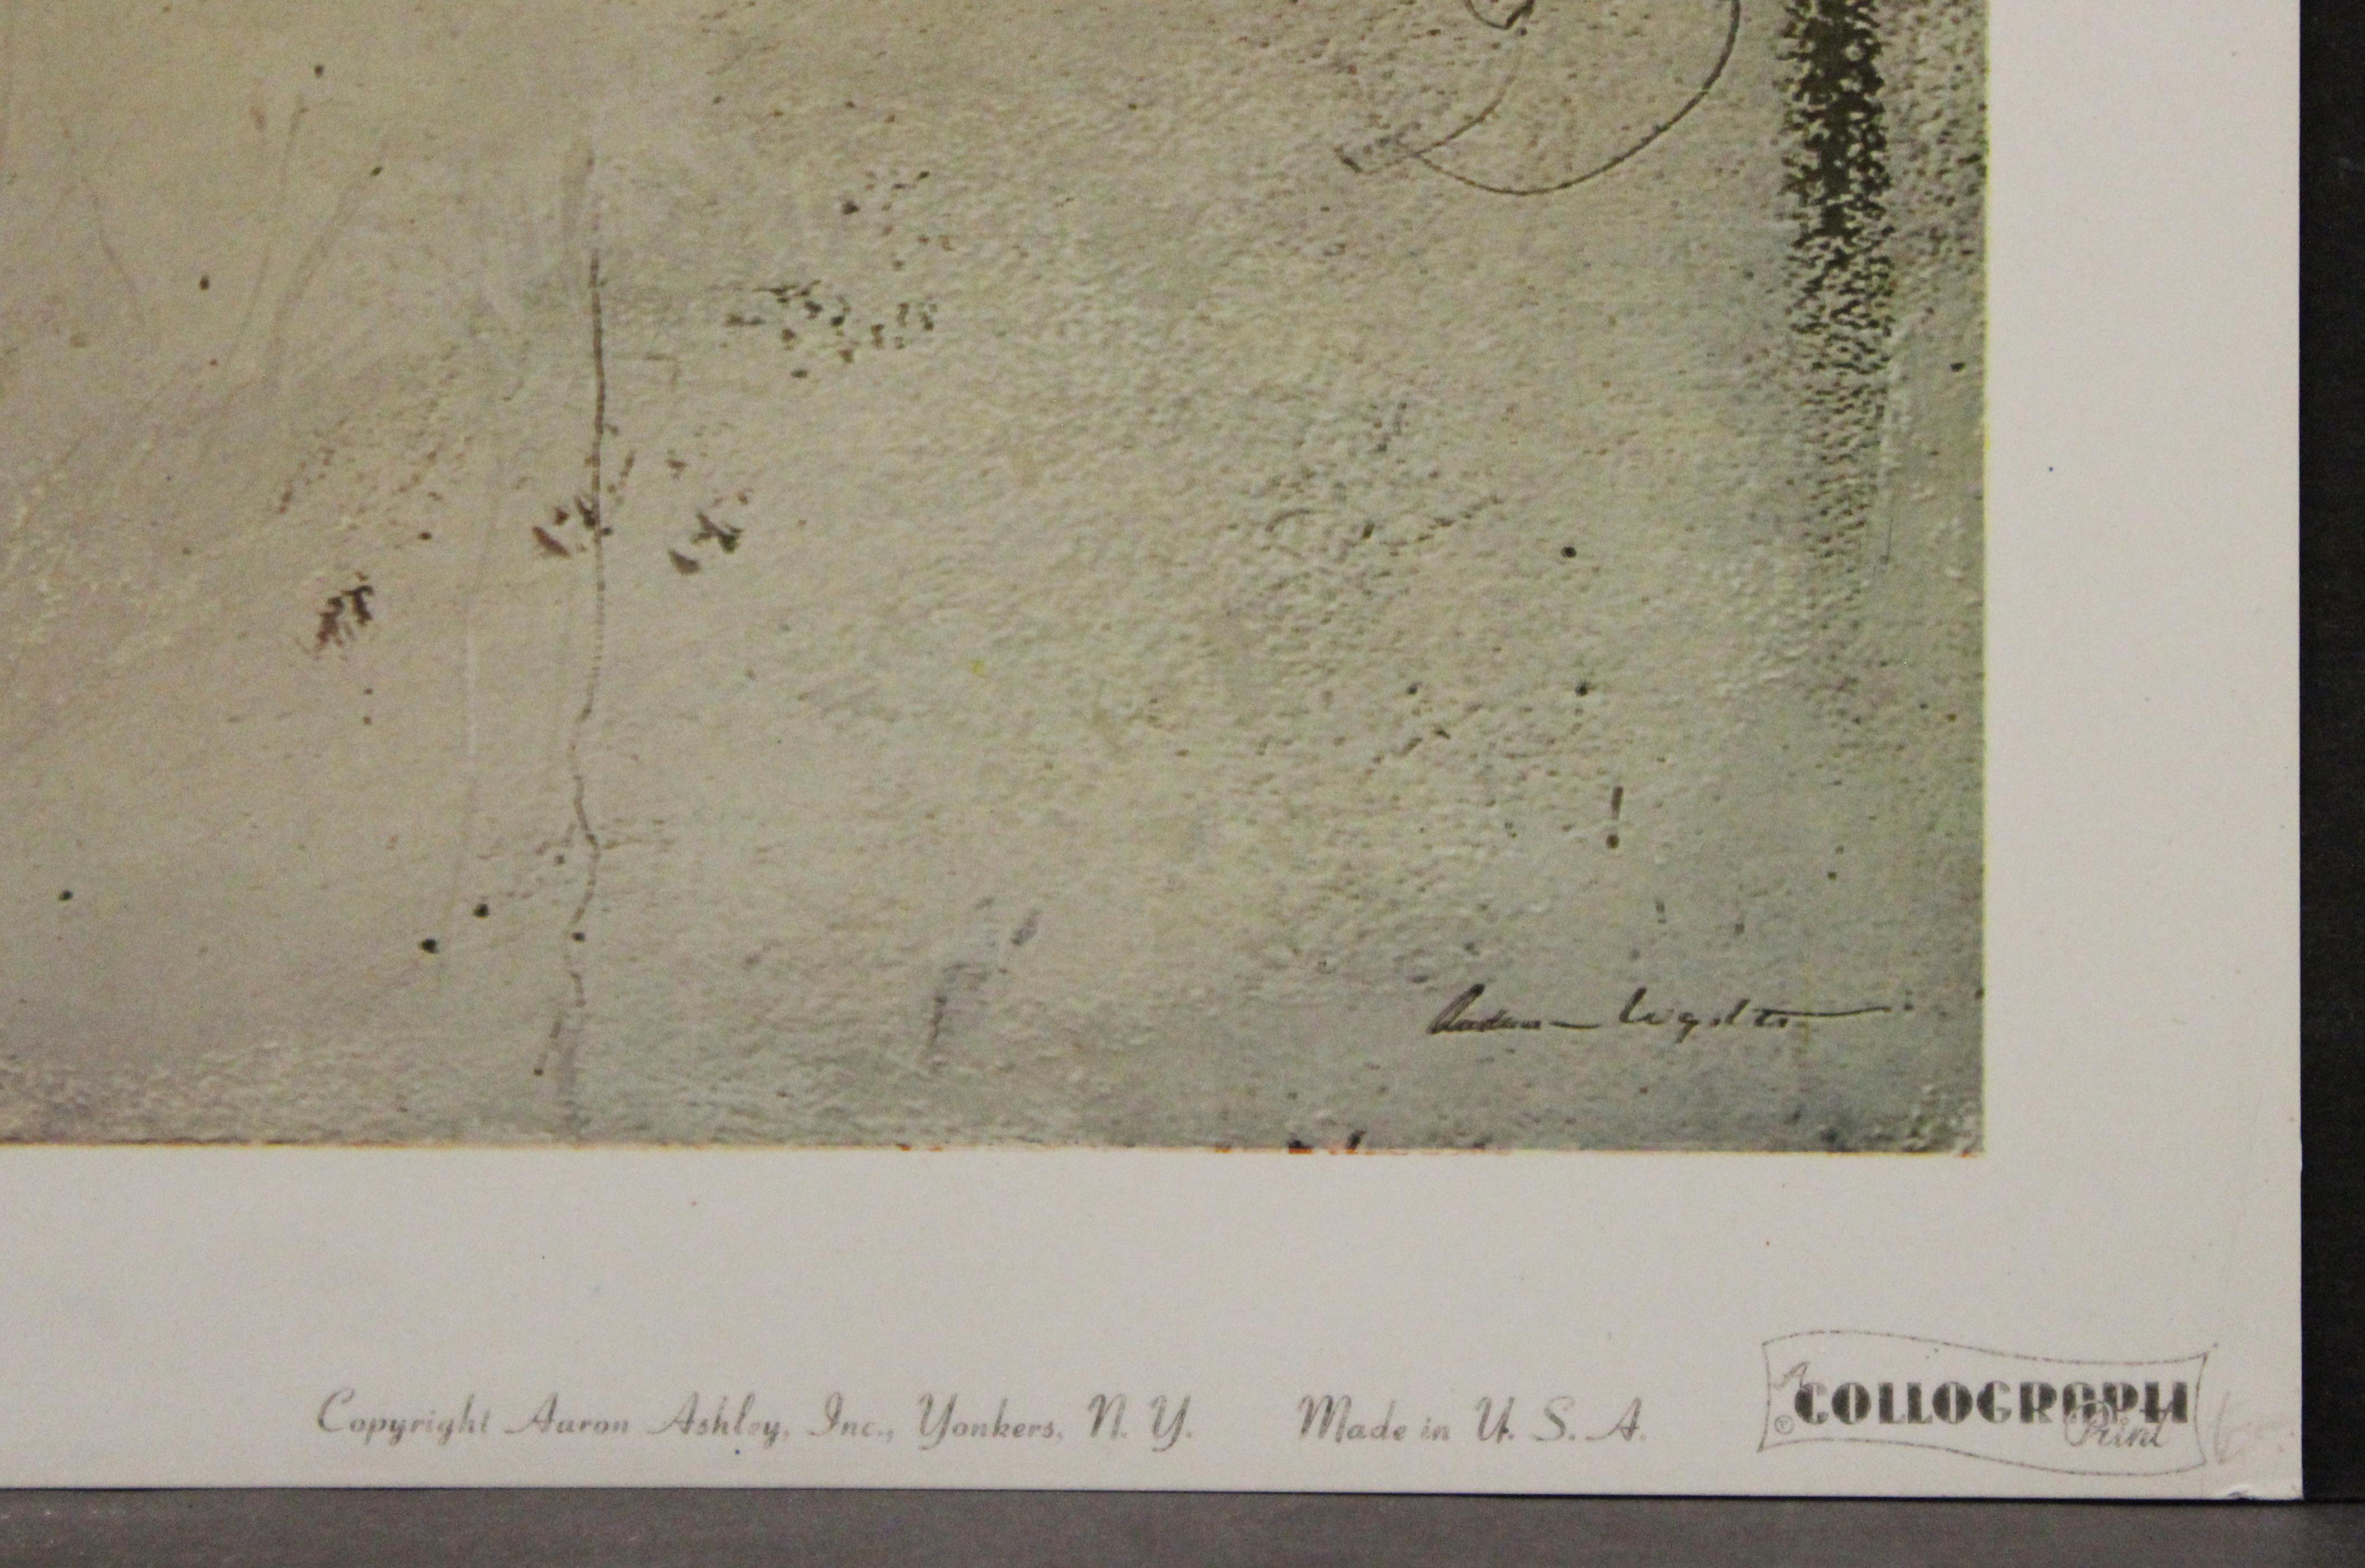 Copyright Aaron Ashley, Inc., Yonkers, N. Y. Made in U. S. A.
A COLLOGRAPH
® Print